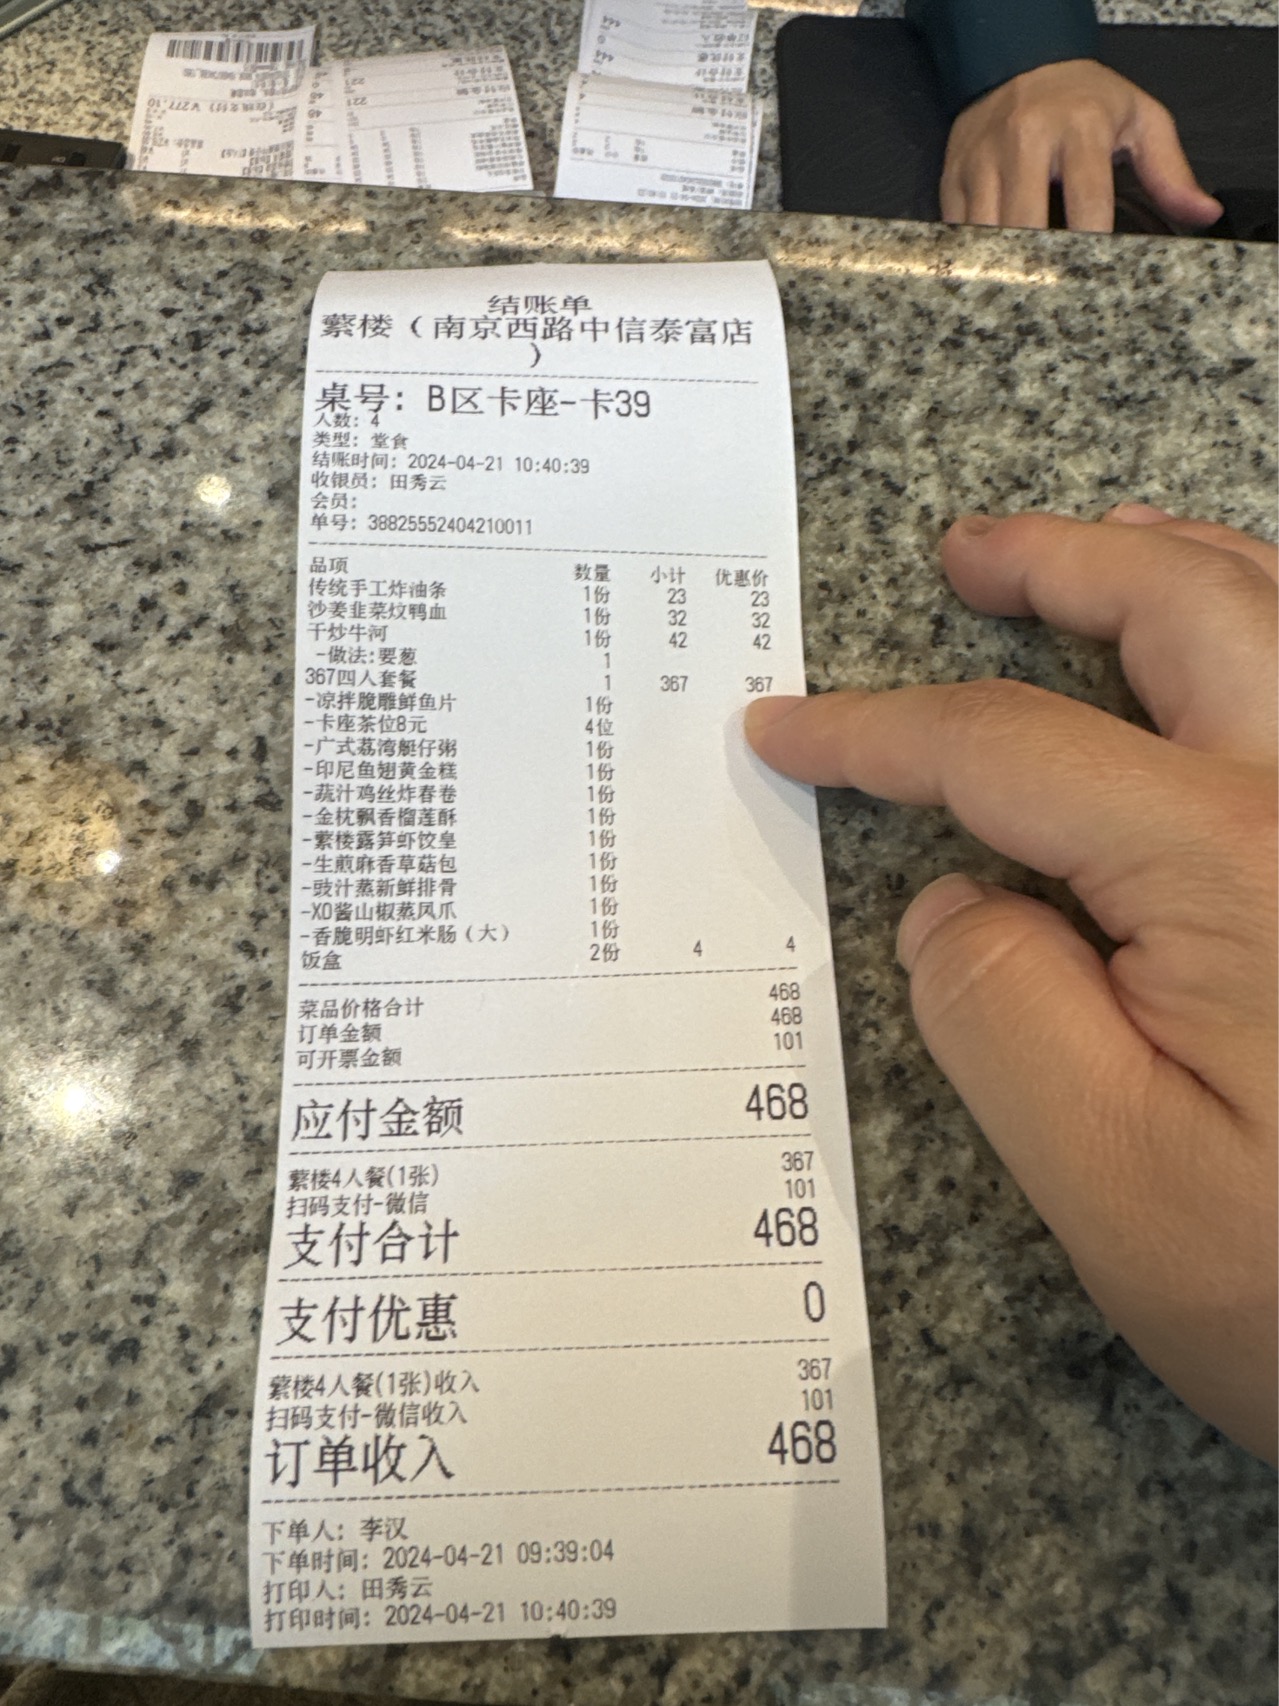 结账单
蘩楼（南京西路中信泰富店
）
桌号: B区卡座-卡39
人数: 4
类型: 堂食
结账时间: 2024-04-21 10:40:39
收银员: 田秀云
会员:
单号: 38825552404210011
品项 数量 小计 优惠价
传统手工炸油条 1份 23 23
沙姜韭菜炆鸭血 1份 32 32
干炒牛河 1份 42 42
-做法:要葱 1
367四人套餐 1 367 367
-凉拌脆雕鲜鱼片 1份
-卡座茶位8元 4位
-广式荔湾艇仔粥 1份
-印尼鱼翅黄金糕 1份
-蔬汁鸡丝炸春卷 1份
-金枕飘香榴莲酥 1份
-蘩楼露笋虾饺皇 1份
-生煎麻香草菇包 1份
-豉汁蒸新鲜排骨 1份
-XO酱山椒蒸凤爪 1份
-香脆明虾红米肠（大） 1份
饭盒 2份 4 4
菜品价格合计 468
订单金额 468
可开票金额 101
应付金额 468
蘩楼4人餐(1张) 367
扫码支付-微信 101
支付合计 468
支付优惠 0
蘩楼4人餐(1张)收入 367
扫码支付-微信收入 101
订单收入 468
下单人: 李汉
下单时间: 2024-04-21 09:39:04
打印人: 田秀云
打印时间: 2024-04-21 10:40:39